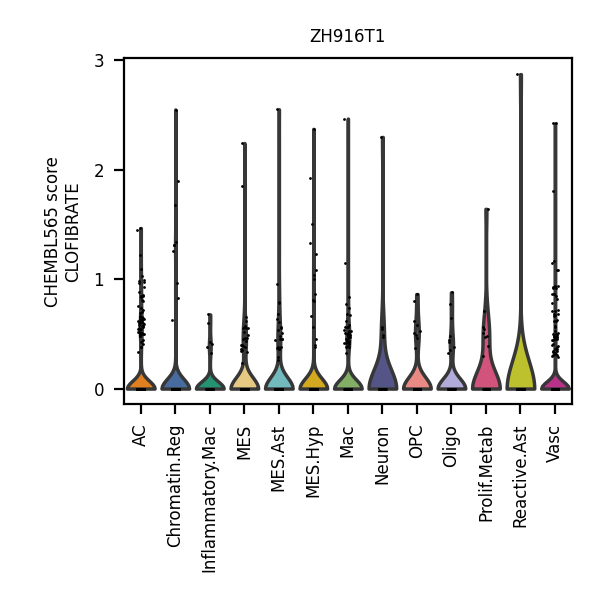 ZH916T1
CHEMBL565 score
CLOFIBRATE
3
2
1
0
AC
Chromatin.Reg
Inflammatory.Mac
MES
MES.Ast
MES.Hyp
Mac
Neuron
OPC
Oligo
Prolif.Metab
Reactive.Ast
Vasc